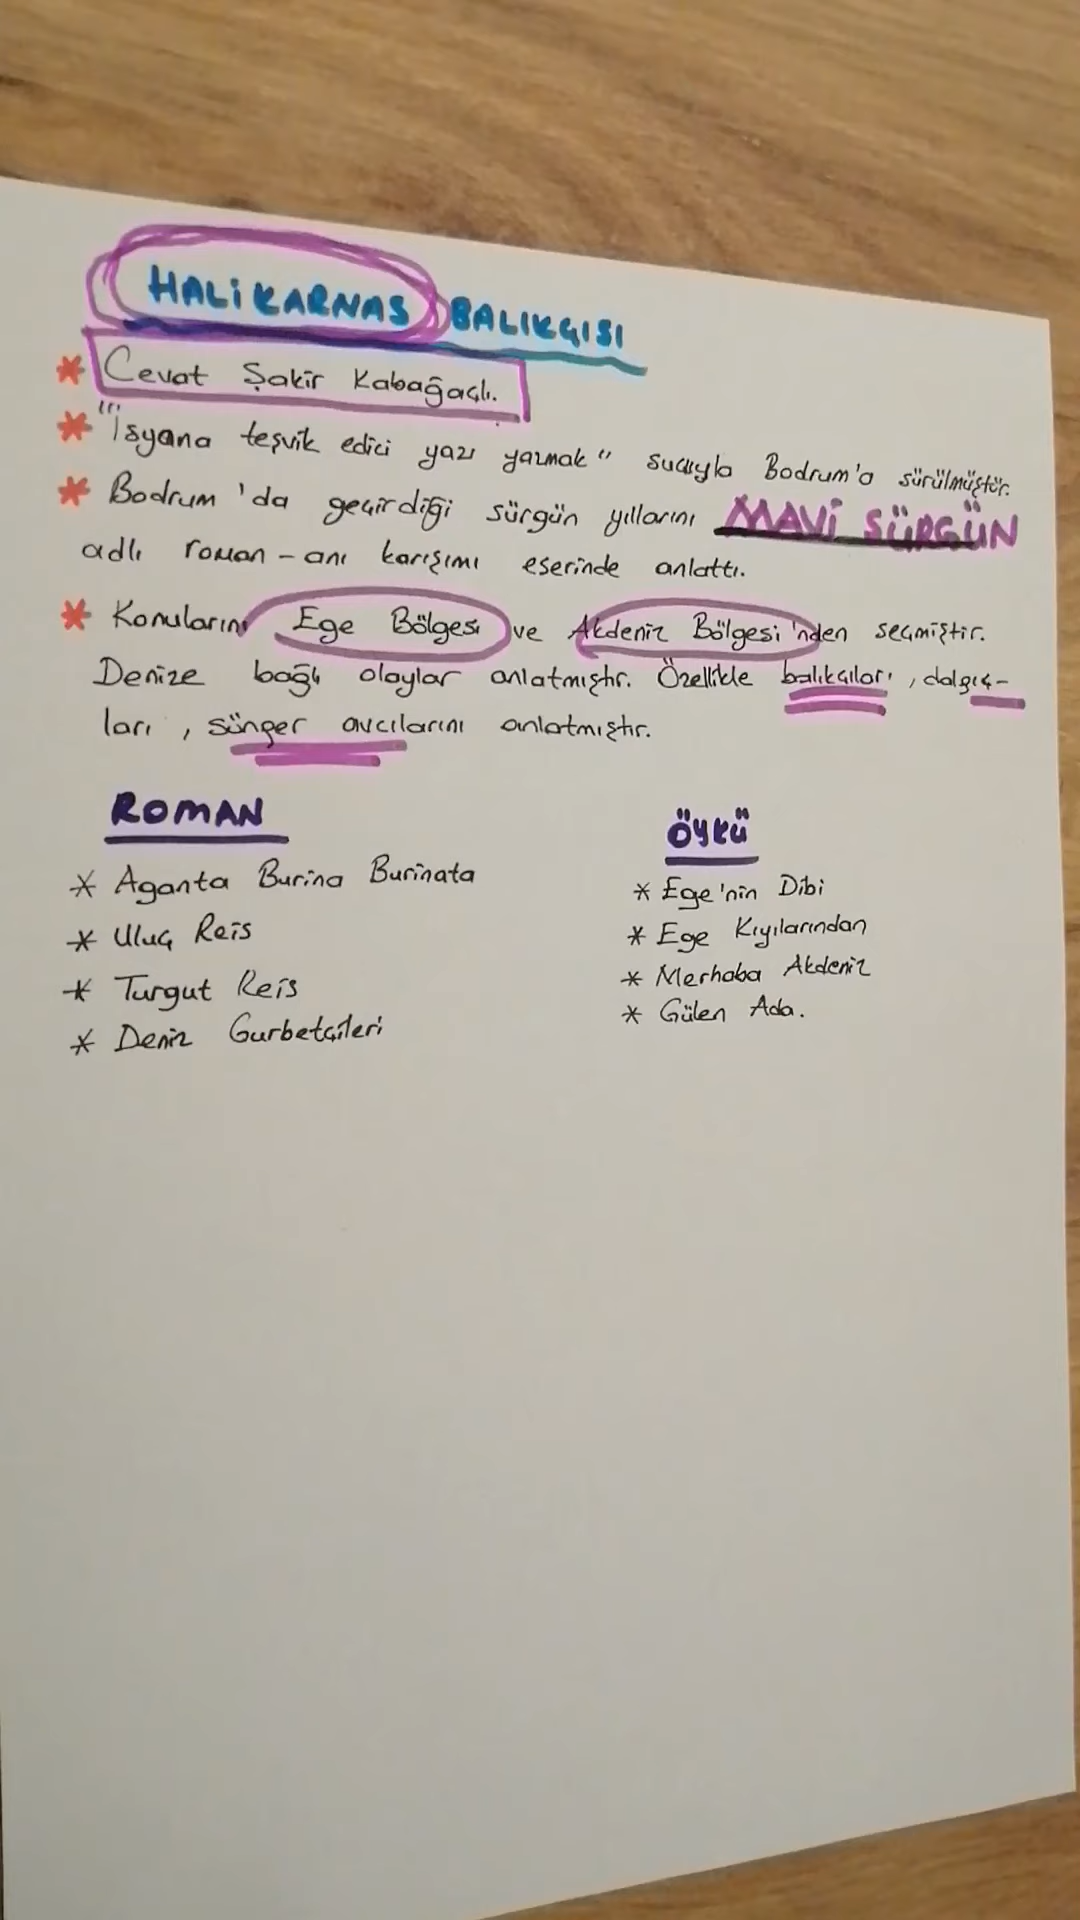 HALİKARNAS BALIKÇISI
* Cevat Şakir Kabağaçlı.
* "İsyana teşvik edici yazı yazmak" suçuyla Bodrum'a sürülmüştür.
* Bodrum'da geçirdiği sürgün yıllarını MAVİ SÜRGÜN
adlı roman-anı karışımı eserinde anlattı.
* Konularını Ege Bölgesi ve Akdeniz Bölgesi'nden seçmiştir.
Denize bağlı olaylar anlatmıştır. Özellikle balıkçıları, dalgıç-
ları, sünger avcılarını anlatmıştır.
ROMAN
* Aganta Burina Burinata
* Uluç Reis
* Turgut Reis
* Deniz Gurbetçileri
ÖYKÜ
* Ege'nin Dibi
* Ege Kıyılarından
* Merhaba Akdeniz
* Gülen Ada.